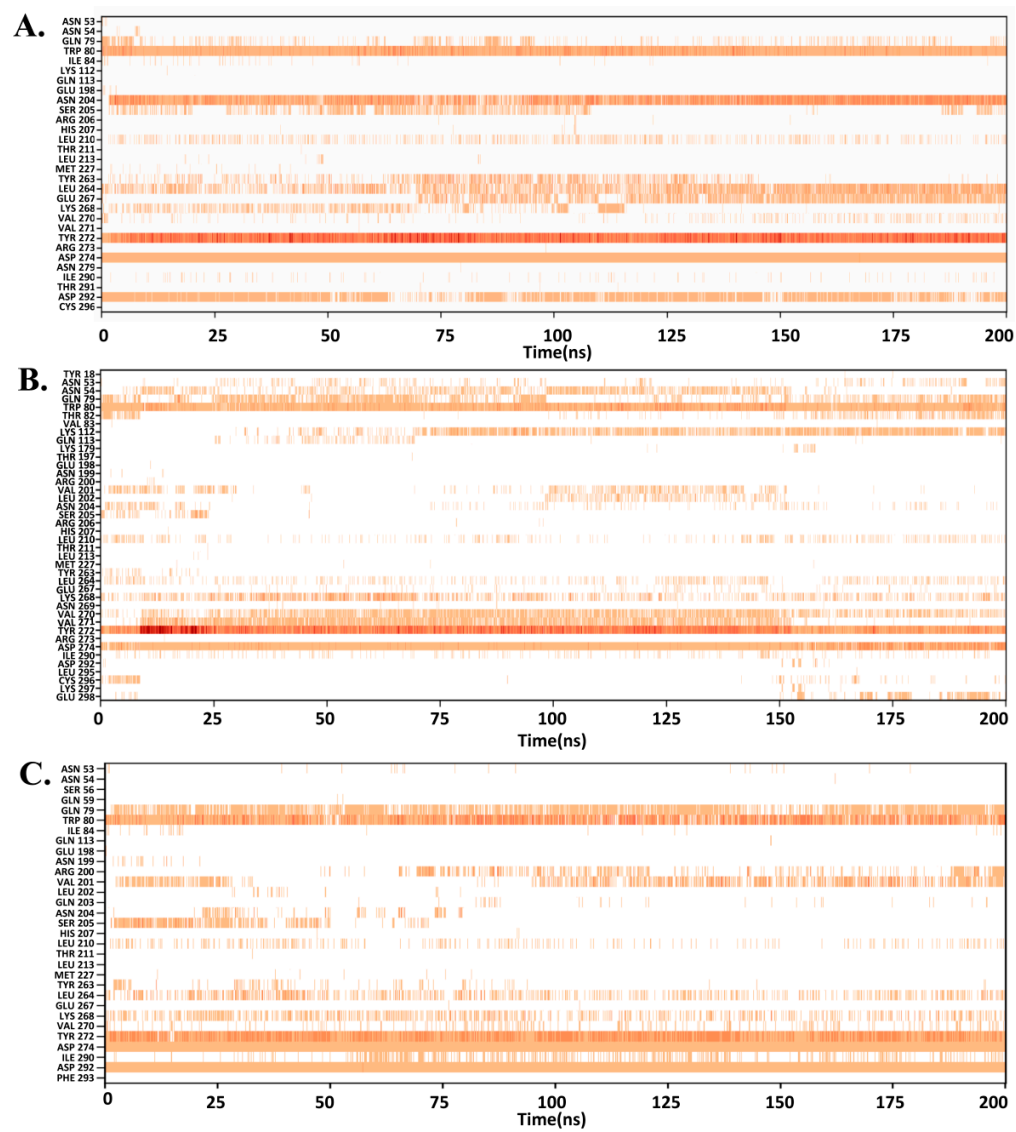 A.
ASN 53
ASN 54
GLN 79
TRP 80
ILE 84
LYS 112
GLN 113
GLU 198
ASN 204
SER 205
ARG 206
HIS 207
LEU 210
THR 211
LEU 213
MET 227
TYR 263
LEU 264
GLU 267
LYS 268
VAL 270
VAL 271
TYR 272
ARG 273
ASP 274
ASN 279
ILE 290
THR 291
ASP 292
CYS 296
0 25 50 75 100 125 150 175 200
Time(ns)
B.
TYR 18
ASN 53
ASN 54
GLN 79
TRP 80
THR 82
VAL 83
LYS 112
GLN 113
LYS 179
THR 197
GLU 198
ASN 199
ARG 200
VAL 201
LEU 202
ASN 204
SER 205
ARG 206
HIS 207
LEU 210
THR 211
LEU 213
MET 227
TYR 263
LEU 264
GLU 267
LYS 268
ASN 269
VAL 270
VAL 271
TYR 272
ARG 273
ASP 274
ILE 290
ASP 292
LEU 295
CYS 296
LYS 297
GLU 298
0 25 50 75 100 125 150 175 200
Time(ns)
C.
ASN 53
ASN 54
SER 56
GLN 59
GLN 79
TRP 80
ILE 84
GLN 113
GLU 198
ASN 199
ARG 200
VAL 201
LEU 202
GLN 203
ASN 204
SER 205
HIS 207
LEU 210
THR 211
LEU 213
MET 227
TYR 263
LEU 264
GLU 267
LYS 268
VAL 270
TYR 272
ASP 274
ILE 290
ASP 292
PHE 293
0 25 50 75 100 125 150 175 200
Time(ns)